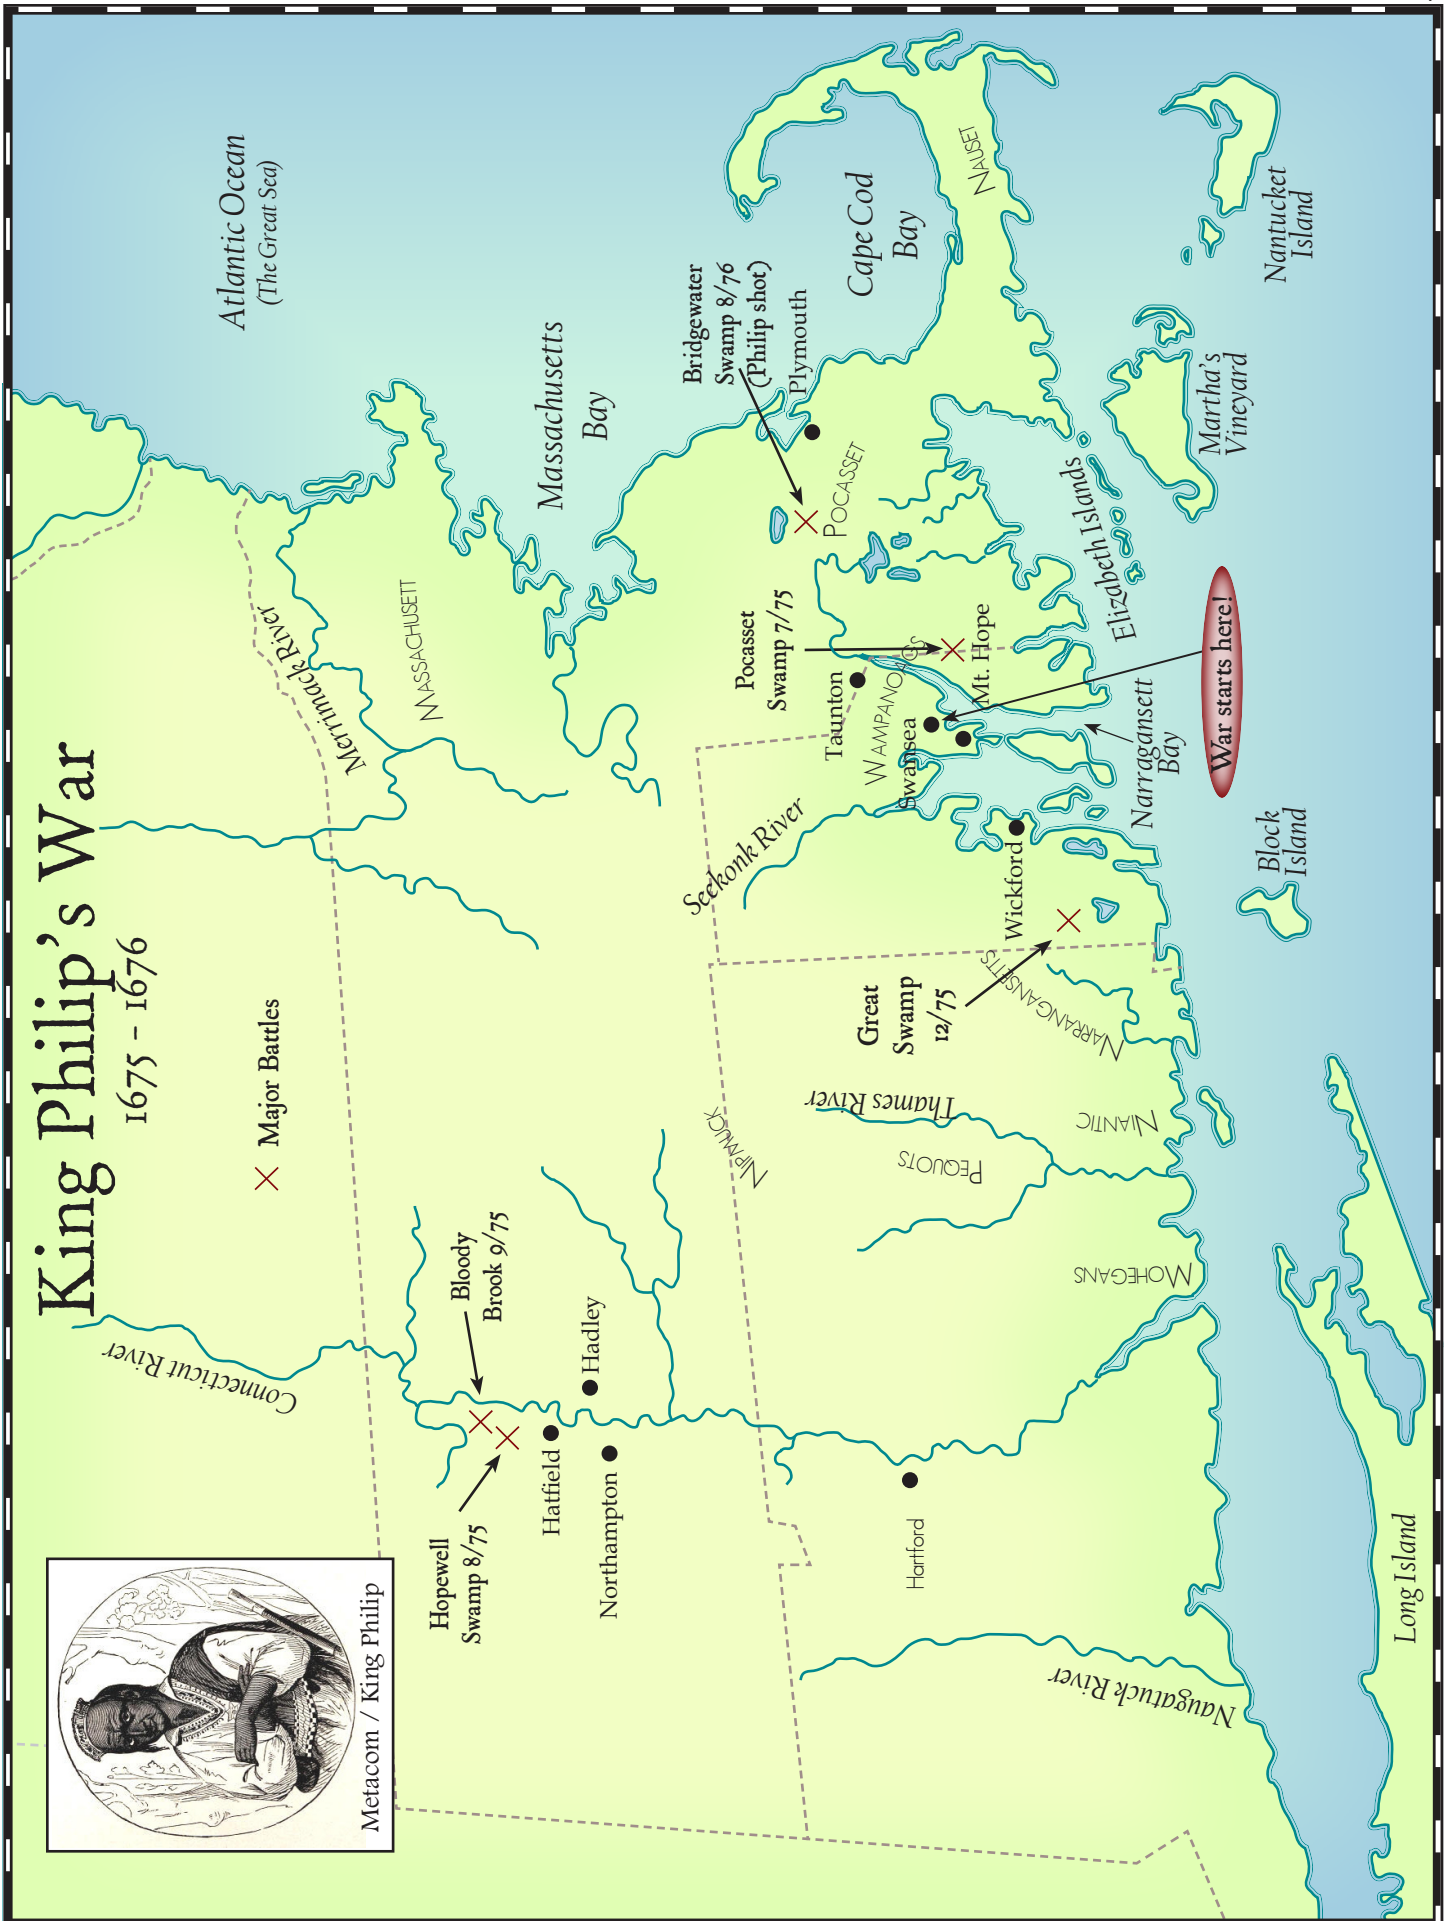 King Philip's War
1675 – 1676
Major Battles
Metacom / King Philip
Atlantic Ocean
(The Great Sea)
Massachusetts
Bay
Cape Cod
Bay
Connecticut River
Merrimack River
Massachusett
Bloody
Brook 9/75
Hopewell
Swamp 8/75
Hatfield
Hadley
Northampton
Bridgewater
Swamp 8/76
(Philip shot)
Plymouth
Pocasset
Pocasset
Swamp 7/75
Taunton
Wampanoags
Swansea
Mt. Hope
Seekonk River
Nipmuck
Nauset
Great
Swamp
12/75
Wickford
Narragansetts
Thames River
Pequots
Niantic
Mohegans
Hartford
Naugatuck River
Elizabeth Islands
Narragansett
Bay
War starts here!
Martha's
Vineyard
Nantucket
Island
Block
Island
Long Island